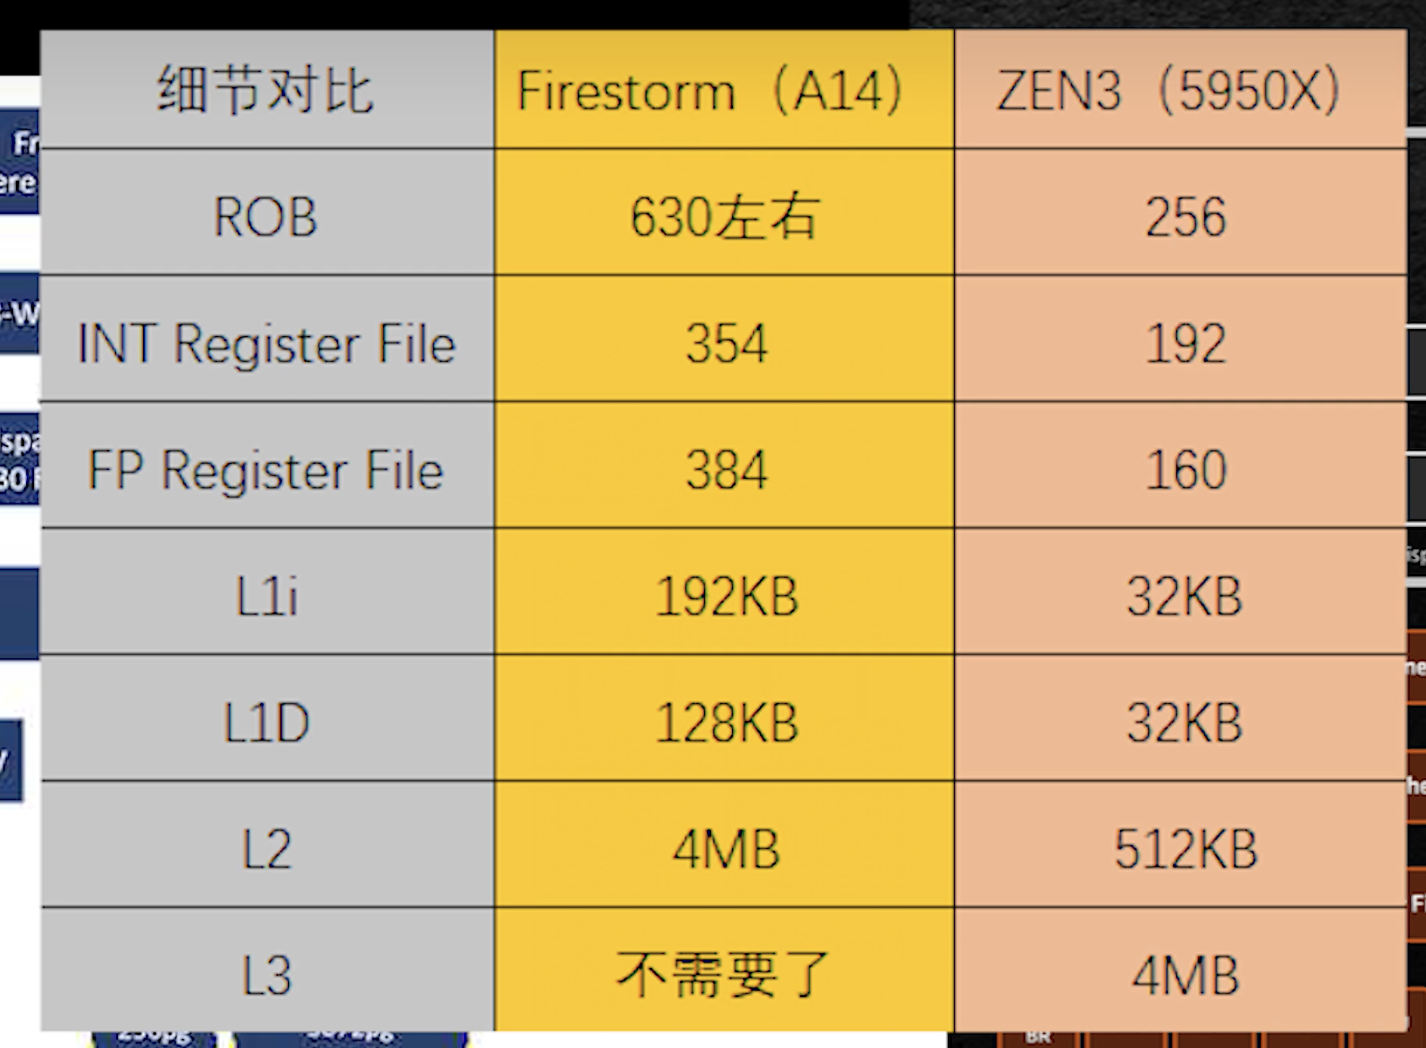 细节对比 Firestorm（A14） ZEN3（5950X）
ROB 630左右 256
INT Register File 354 192
FP Register File 384 160
L1i 192KB 32KB
L1D 128KB 32KB
L2 4MB 512KB
L3 不需要了 4MB
BR